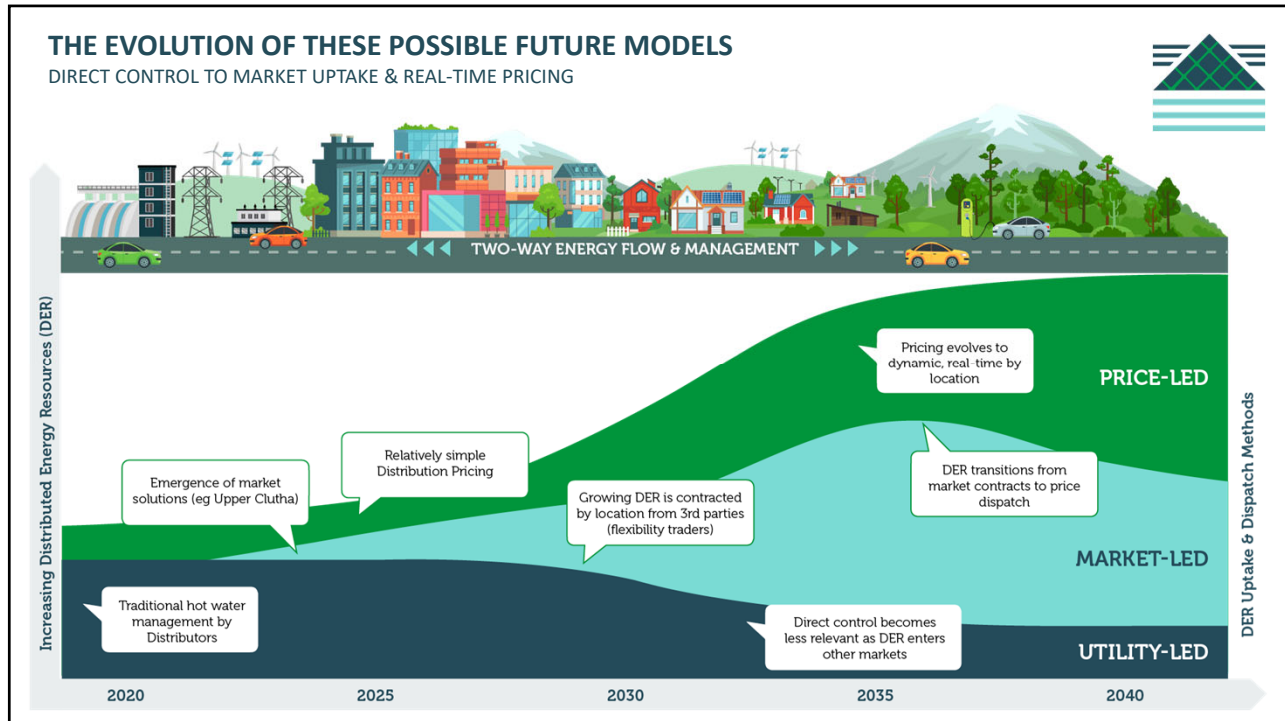 THE EVOLUTION OF THESE POSSIBLE FUTURE MODELS
DIRECT CONTROL TO MARKET UPTAKE & REAL-TIME PRICING
TWO-WAY ENERGY FLOW & MANAGEMENT
Increasing Distributed Energy Resources (DER)
Pricing evolves to
dynamic, real-time by
location
PRICE-LED
Relatively simple
Distribution Pricing
Emergence of market
solutions (eg Upper Clutha)
Growing DER is contracted
by location from 3rd parties
(flexibility traders)
DER transitions from
market contracts to price
dispatch
MARKET-LED
Traditional hot water
management by
Distributors
Direct control becomes
less relevant as DER enters
other markets
UTILITY-LED
DER Uptake & Dispatch Methods
2020
2025
2030
2035
2040